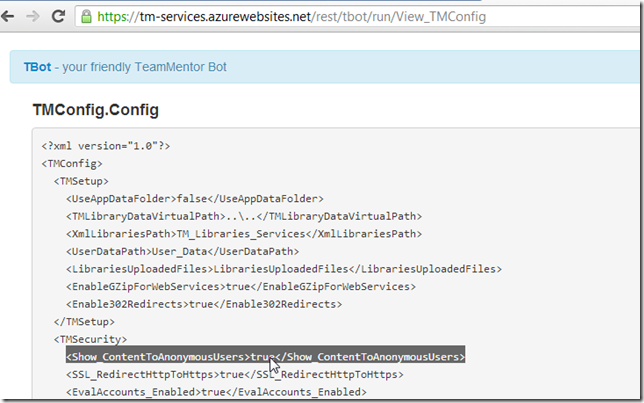 https://tm-services.azurewebsites.net/rest/tbot/run/View_TMConfig
TBot - your friendly TeamMentor Bot
TMConfig.Config
<?xml version="1.0"?>
<TMConfig>
<TMSetup>
<UseAppDataFolder>false</UseAppDataFolder>
<TMLibraryDataVirtualPath>..\..</TMLibraryDataVirtualPath>
<XmlLibrariesPath>TM_Libraries_Services</XmlLibrariesPath>
<UserDataPath>User_Data</UserDataPath>
<LibrariesUploadedFiles>LibrariesUploadedFiles</LibrariesUploadedFiles>
<EnableGZipForWebServices>true</EnableGZipForWebServices>
<Enable302Redirects>true</Enable302Redirects>
</TMSetup>
<TMSecurity>
<Show_ContentToAnonymousUsers>true</Show_ContentToAnonymousUsers>
<SSL_RedirectHttpToHttps>true</SSL_RedirectHttpToHttps>
<EvalAccounts_Enabled>true</EvalAccounts_Enabled>